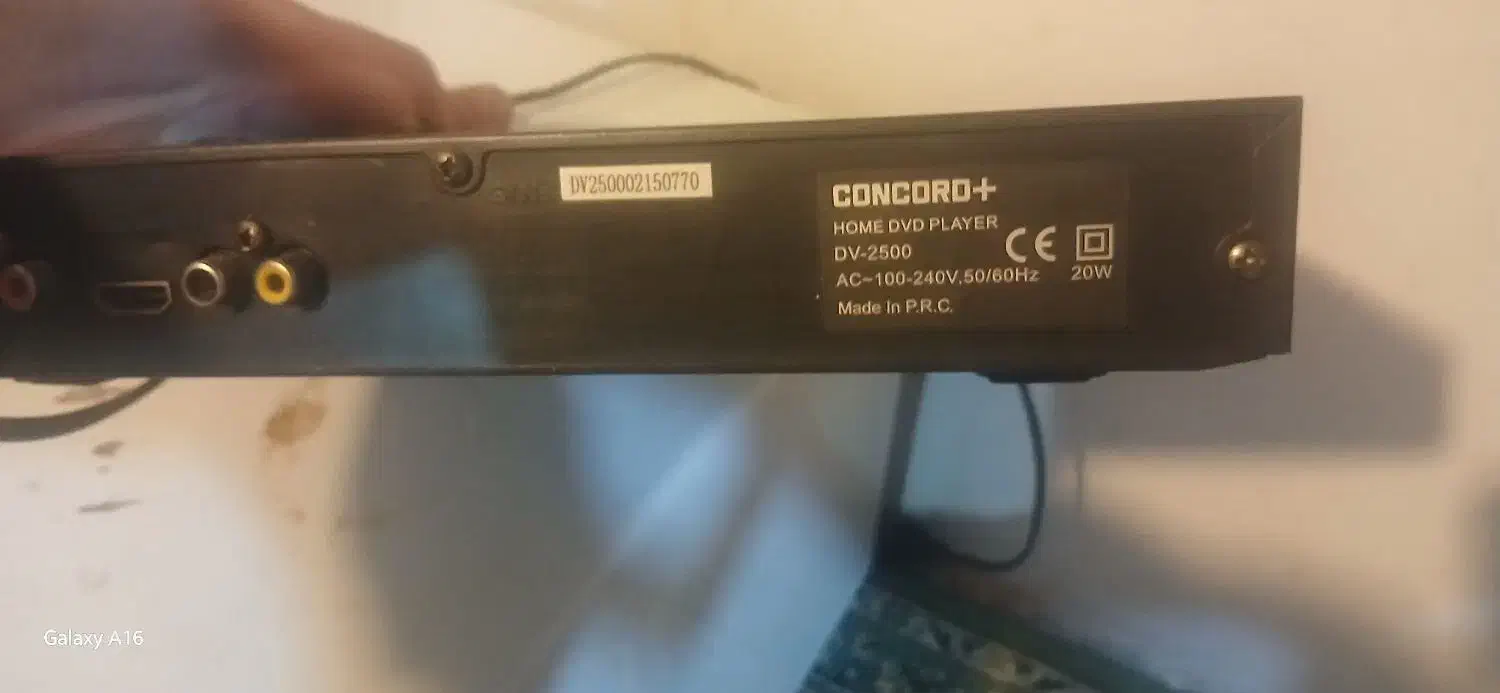 DV250002150770
CONCORD+
HOME DVD PLAYER
DV-2500
AC~100-240V,50/60Hz
20W
Made In P.R.C.
Galaxy A16